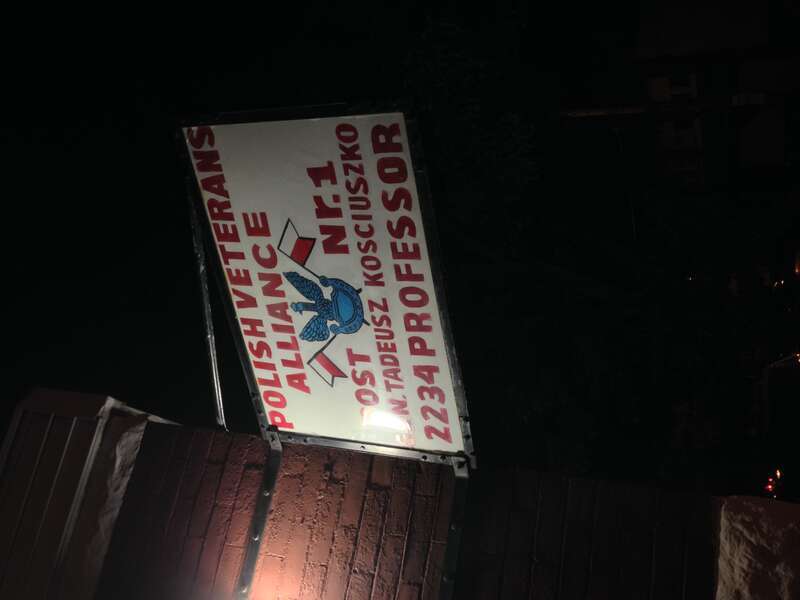 POLISH VETERANS
ALLIANCE
POST Nr.1
GEN. TADEUSZ KOSCIUSZKO
2234 PROFESSOR